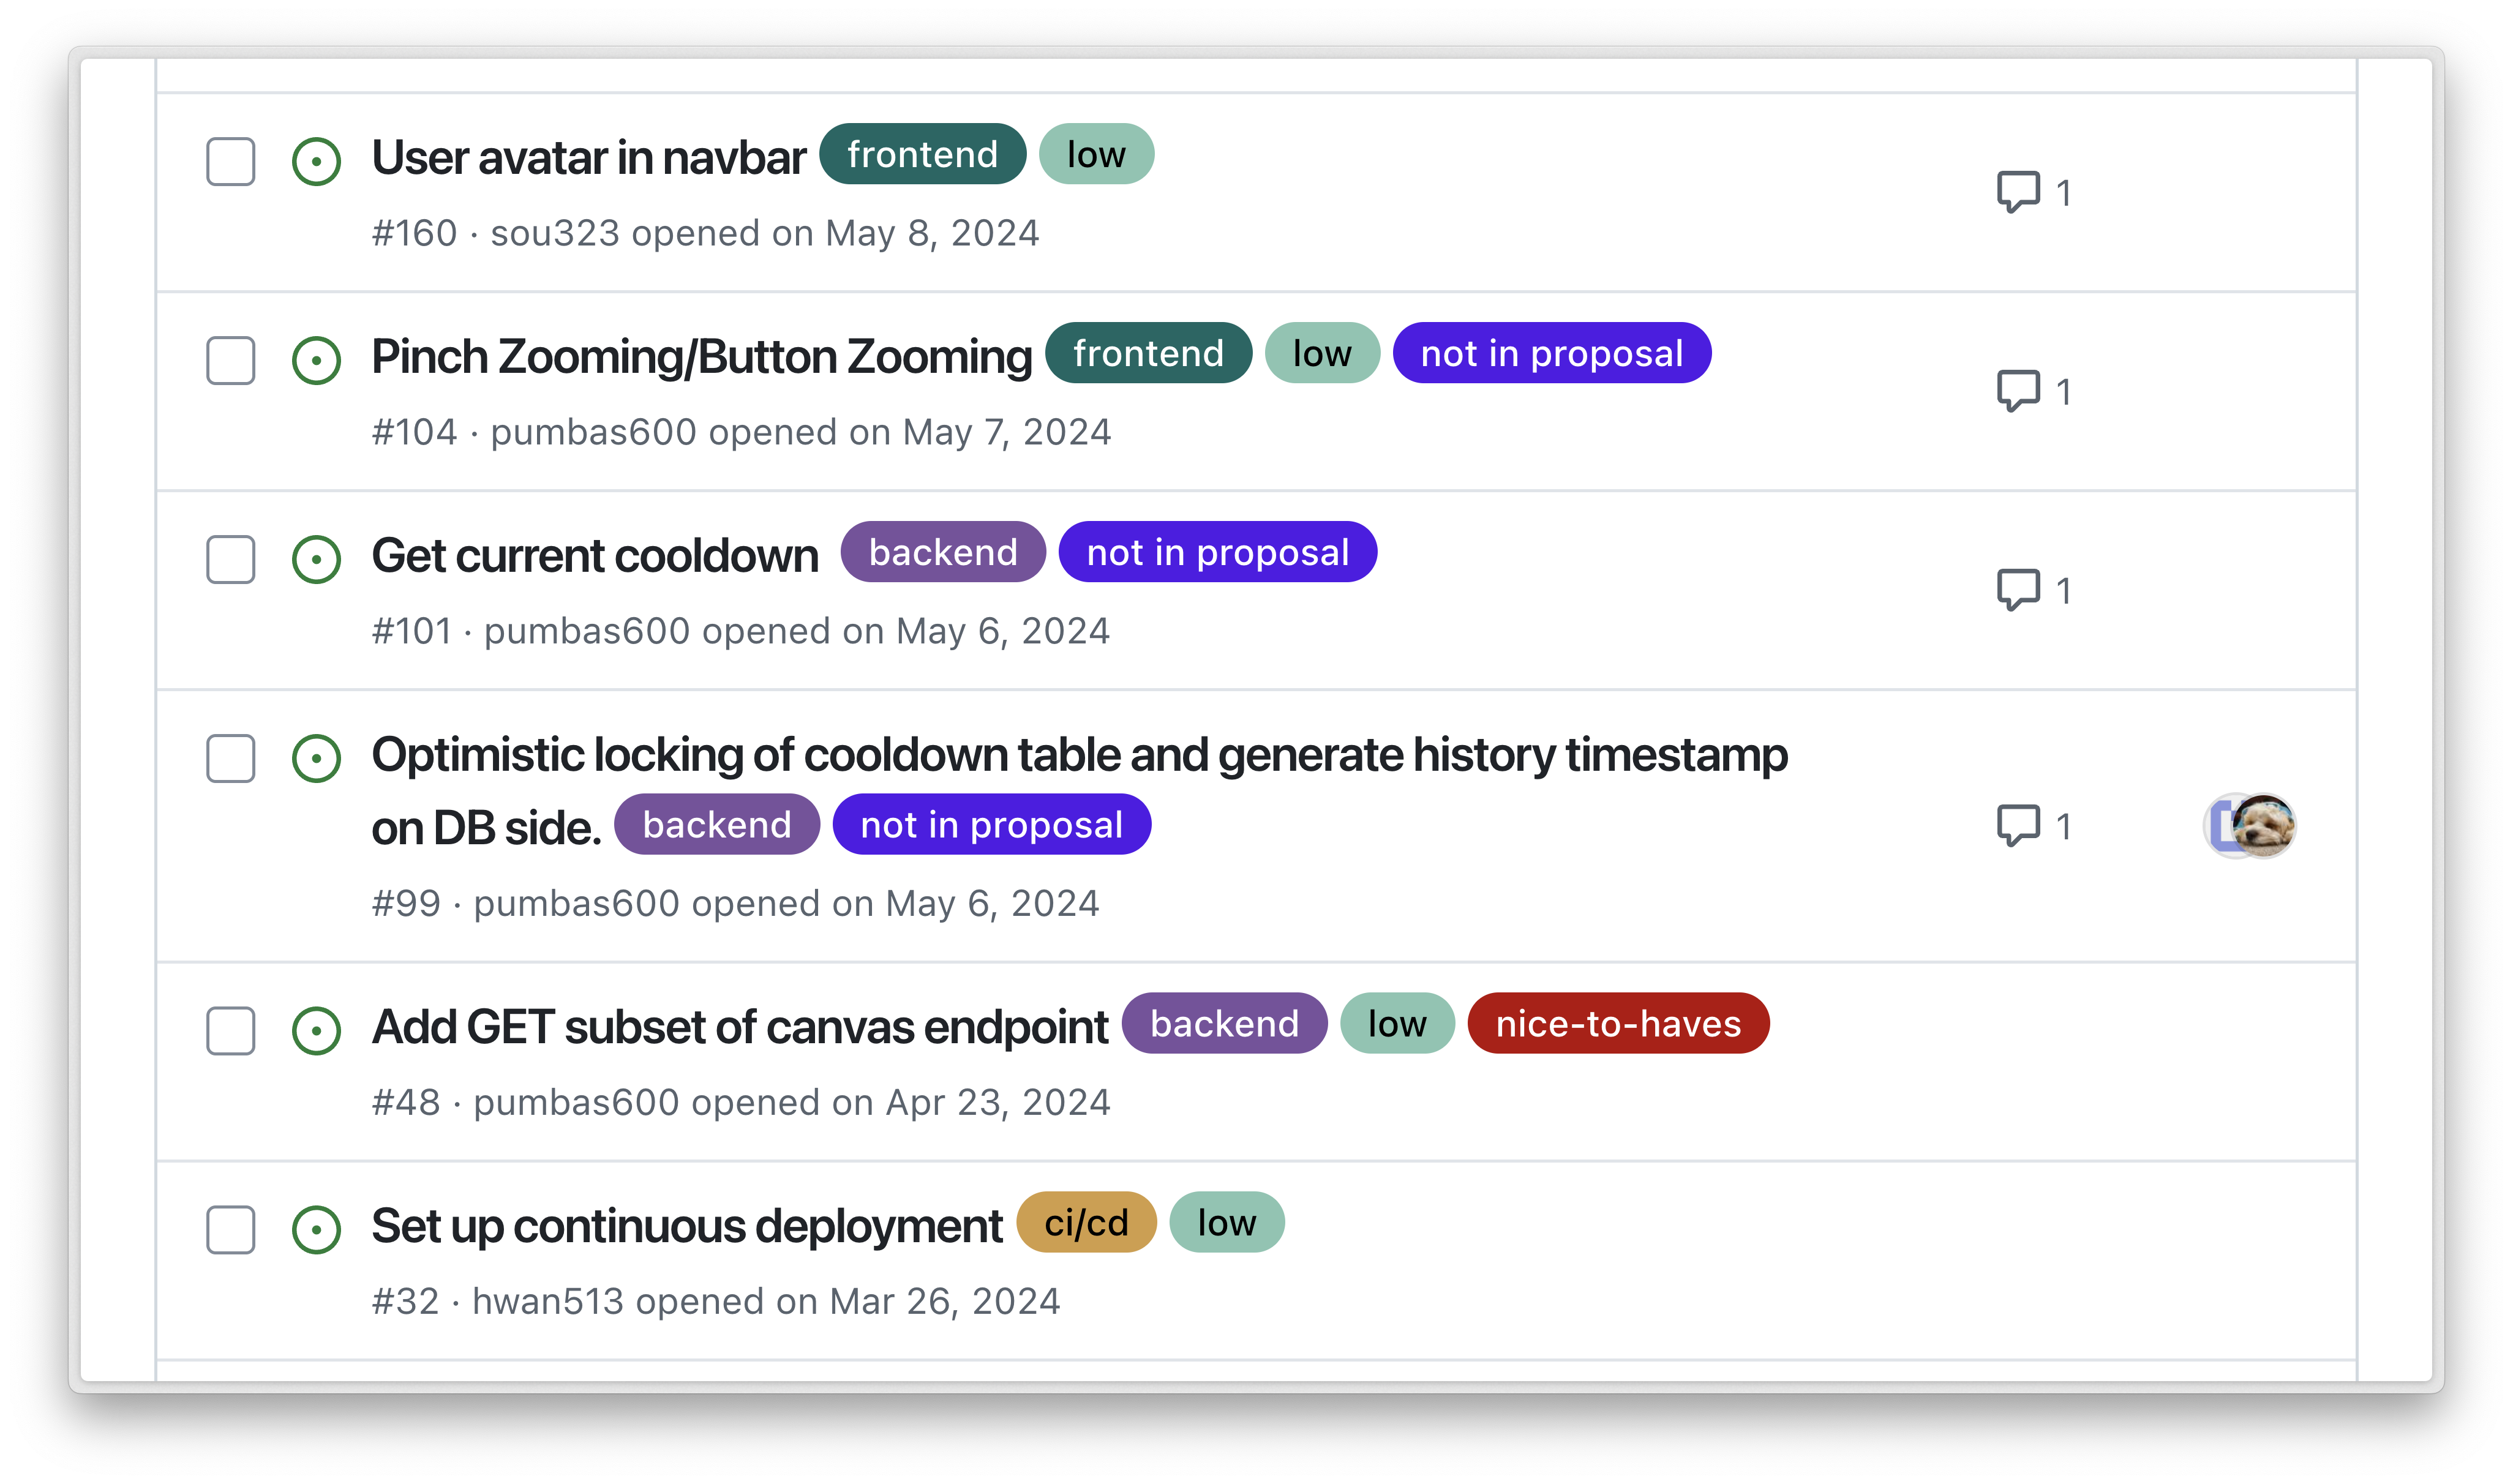 User avatar in navbar frontend low
1
#160 · sou323 opened on May 8, 2024
Pinch Zooming/Button Zooming frontend low not in proposal
1
#104 · pumbas600 opened on May 7, 2024
Get current cooldown backend not in proposal
1
#101 · pumbas600 opened on May 6, 2024
Optimistic locking of cooldown table and generate history timestamp
on DB side. backend not in proposal
1
#99 · pumbas600 opened on May 6, 2024
Add GET subset of canvas endpoint backend low nice-to-haves
#48 · pumbas600 opened on Apr 23, 2024
Set up continuous deployment ci/cd low
#32 · hwan513 opened on Mar 26, 2024